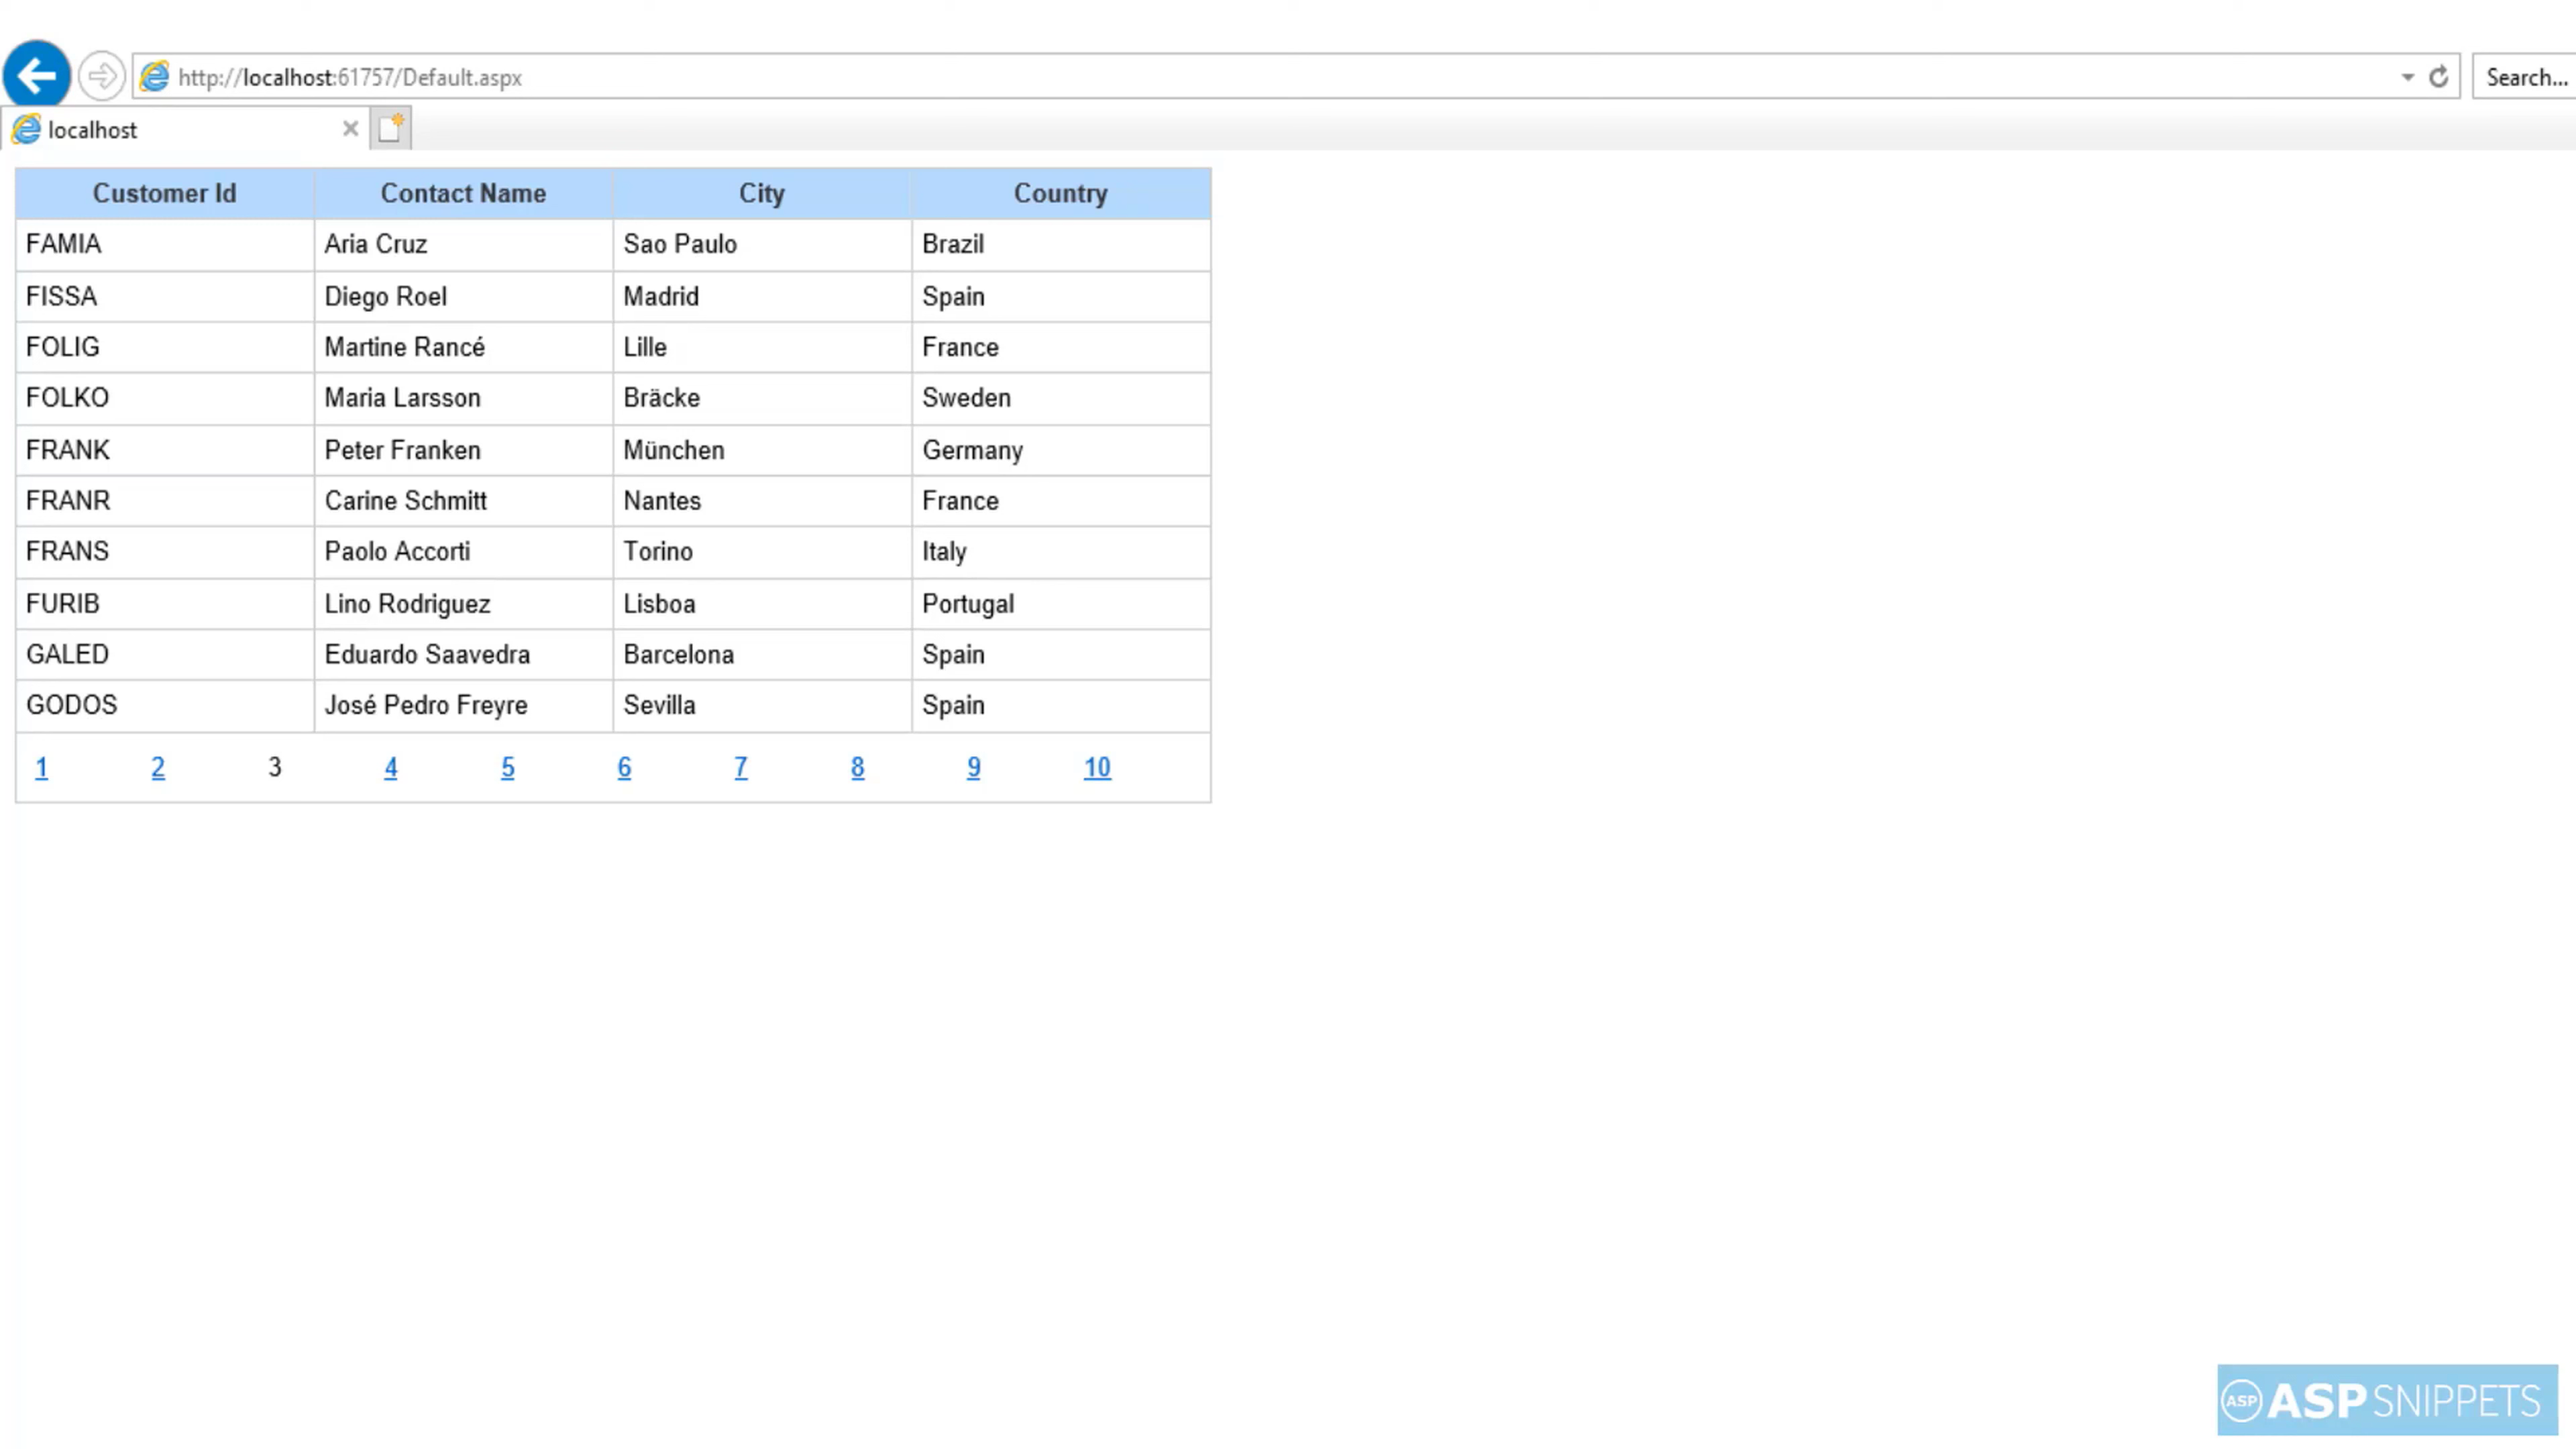 http://localhost:61757/Default.aspx
Search...
localhost
Customer Id Contact Name City Country
FAMIA Aria Cruz Sao Paulo Brazil
FISSA Diego Roel Madrid Spain
FOLIG Martine Rancé Lille France
FOLKO Maria Larsson Bräcke Sweden
FRANK Peter Franken München Germany
FRANR Carine Schmitt Nantes France
FRANS Paolo Accorti Torino Italy
FURIB Lino Rodriguez Lisboa Portugal
GALED Eduardo Saavedra Barcelona Spain
GODOS José Pedro Freyre Sevilla Spain
1 2 3 4 5 6 7 8 9 10
ASP ASPSNIPPETS